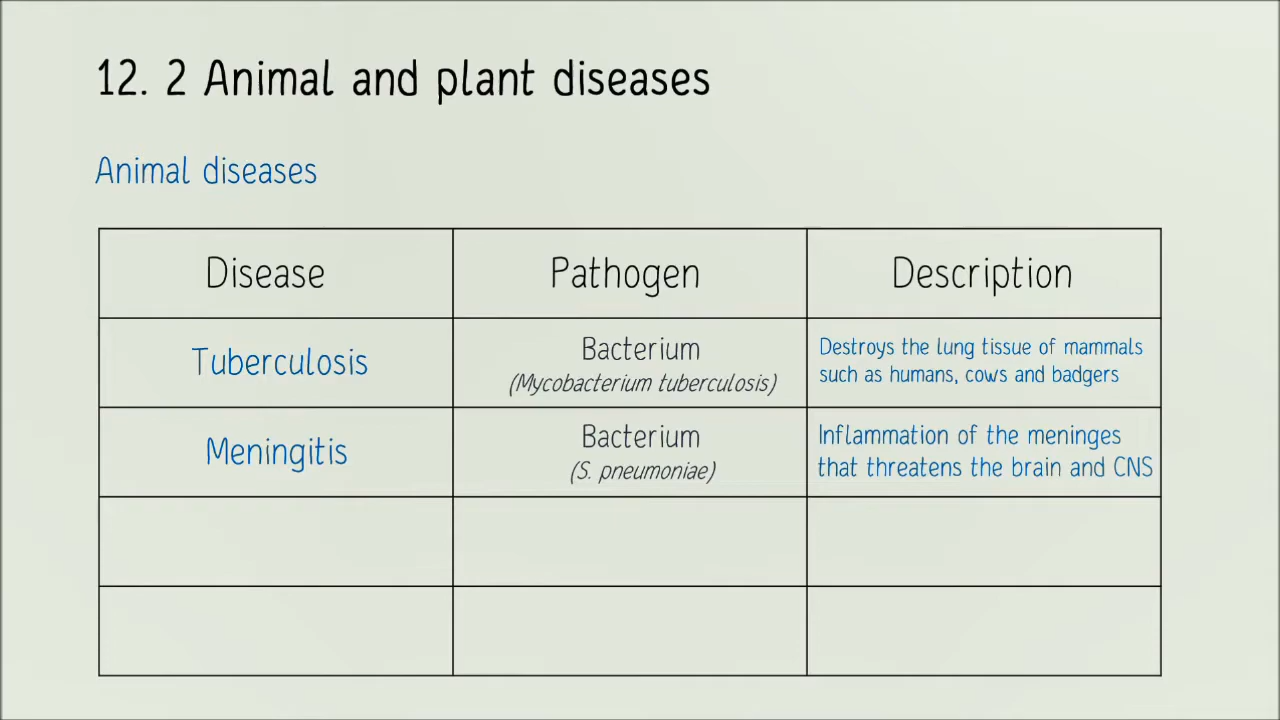 12. 2 Animal and plant diseases
Animal diseases
Disease
Pathogen
Description
Tuberculosis
Bacterium
(Mycobacterium tuberculosis)
Destroys the lung tissue of mammals
such as humans, cows and badgers
Meningitis
Bacterium
(S. pneumoniae)
Inflammation of the meninges
that threatens the brain and CNS